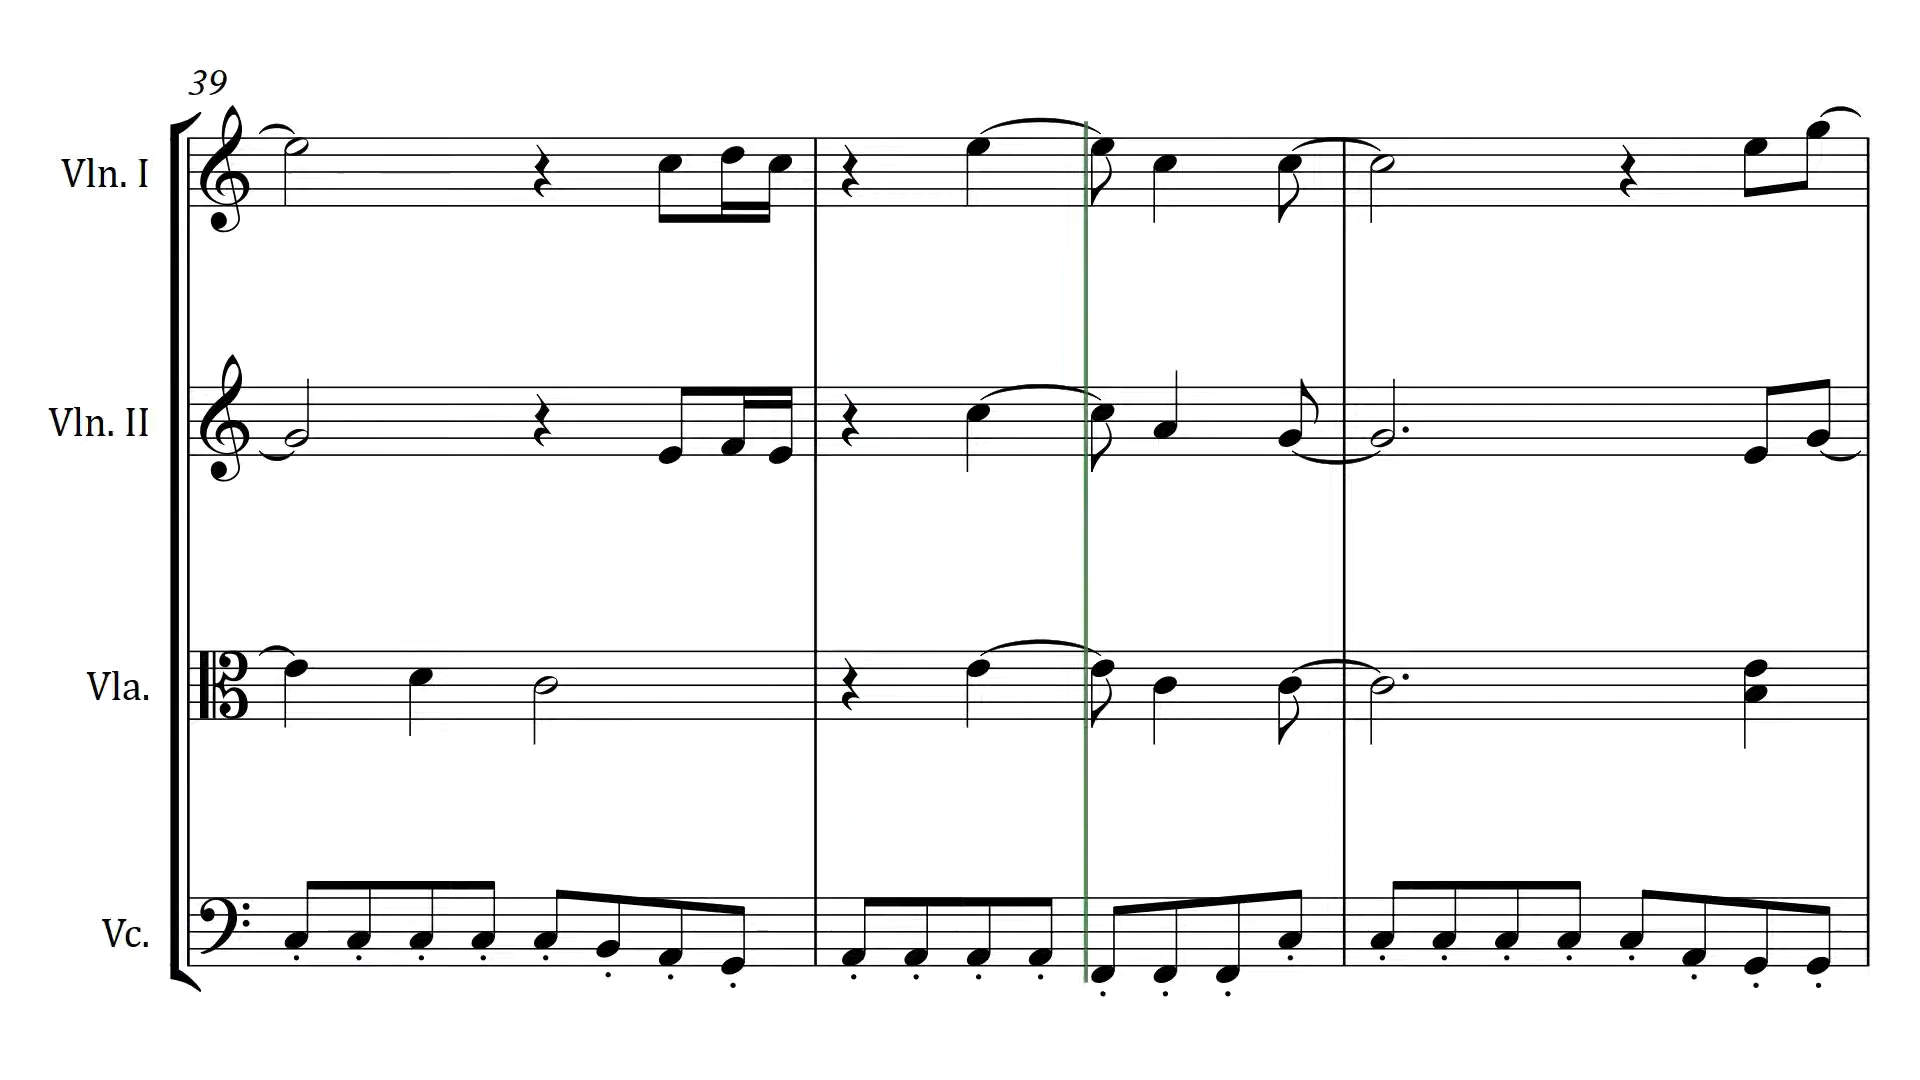 39
Vln. I
Vln. II
Vla.
Vc.